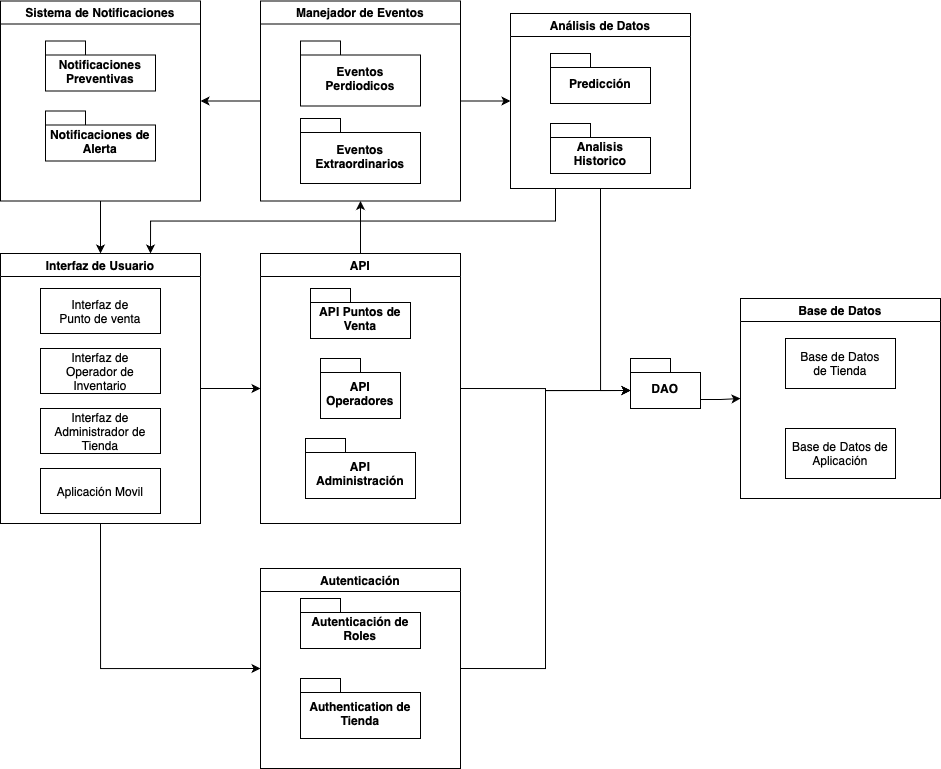 Sistema de Notificaciones
Notificaciones
Preventivas
Notificaciones de
Alerta
Manejador de Eventos
Eventos
Perdiodicos
Eventos
Extraordinarios
Análisis de Datos
Predicción
Analisis
Historico
Interfaz de Usuario
Interfaz de
Punto de venta
Interfaz de
Operador de
Inventario
Interfaz de
Administrador de
Tienda
Aplicación Movil
API
API Puntos de
Venta
API
Operadores
API
Administración
DAO
Base de Datos
Base de Datos
de Tienda
Base de Datos de
Aplicación
Autenticación
Autenticación de
Roles
Authentication de
Tienda